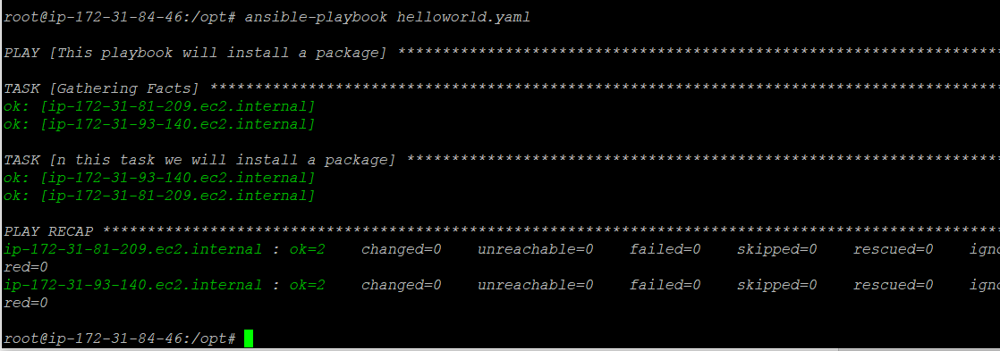 root@ip-172-31-84-46:/opt# ansible-playbook helloworld.yaml
PLAY [This playbook will install a package] ********************************************************************
TASK [Gathering Facts] *****************************************************************************************
ok: [ip-172-31-81-209.ec2.internal]
ok: [ip-172-31-93-140.ec2.internal]
TASK [n this task we will install a package] *******************************************************************
ok: [ip-172-31-93-140.ec2.internal]
ok: [ip-172-31-81-209.ec2.internal]
PLAY RECAP *****************************************************************************************************
ip-172-31-81-209.ec2.internal : ok=2    changed=0    unreachable=0    failed=0    skipped=0    rescued=0    igno
red=0
ip-172-31-93-140.ec2.internal : ok=2    changed=0    unreachable=0    failed=0    skipped=0    rescued=0    igno
red=0
root@ip-172-31-84-46:/opt#